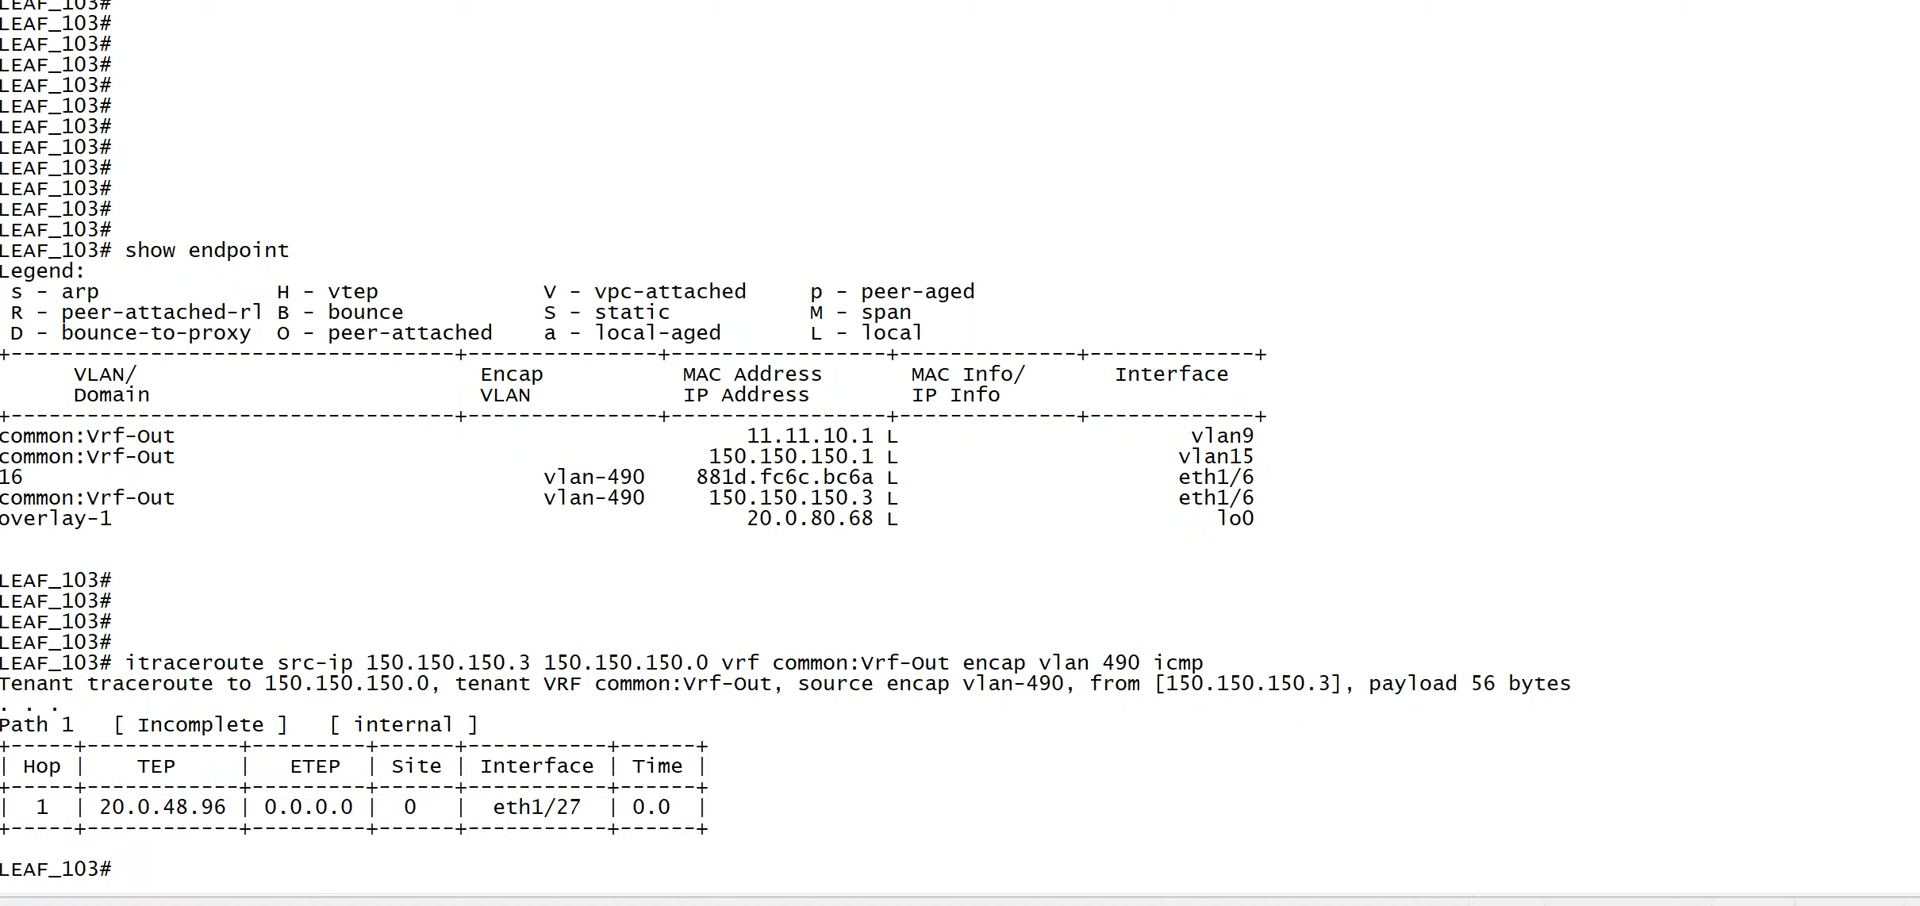 LEAF_103#
LEAF_103#
LEAF_103#
LEAF_103#
LEAF_103#
LEAF_103#
LEAF_103#
LEAF_103#
LEAF_103#
LEAF_103#
LEAF_103#
LEAF_103#
LEAF_103# show endpoint
Legend:
 s - arp              H - vtep             V - vpc-attached     p - peer-aged
 R - peer-attached-rl B - bounce           S - static           M - span
 D - bounce-to-proxy  O - peer-attached    a - local-aged       L - local
+-----------------------------------+---------------+-----------------+--------------+-------------+
      VLAN/                           Encap           MAC Address       MAC Info/       Interface
      Domain                          VLAN            IP Address        IP Info
+-----------------------------------+---------------+-----------------+--------------+-------------+
common:Vrf-Out                                             11.11.10.1 L                       vlan9
common:Vrf-Out                                          150.150.150.1 L                      vlan15
16                                         vlan-490    881d.fc6c.bc6a L                      eth1/6
common:Vrf-Out                             vlan-490     150.150.150.3 L                      eth1/6
overlay-1                                                  20.0.80.68 L                         lo0
LEAF_103#
LEAF_103#
LEAF_103#
LEAF_103#
LEAF_103# itraceroute src-ip 150.150.150.3 150.150.150.0 vrf common:Vrf-Out encap vlan 490 icmp
Tenant traceroute to 150.150.150.0, tenant VRF common:Vrf-Out, source encap vlan-490, from [150.150.150.3], payload 56 bytes
. . .
Path 1   [ Incomplete ]   [ internal ]
+-----+------------+---------+------+-----------+------+
| Hop |    TEP     |   ETEP  | Site | Interface | Time |
+-----+------------+---------+------+-----------+------+
|  1  | 20.0.48.96 | 0.0.0.0 |  0   |  eth1/27  | 0.0  |
+-----+------------+---------+------+-----------+------+
LEAF_103#